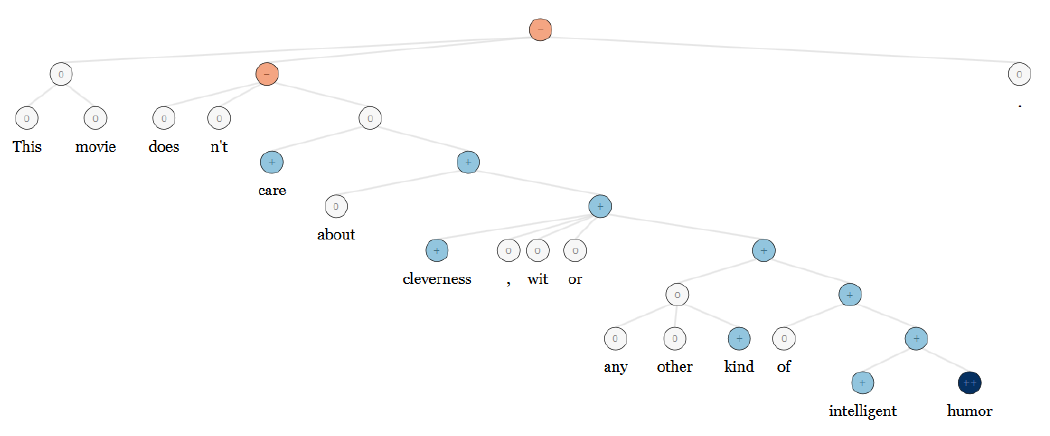 -
0 - 0
0 0 0 0 0 .
This movie does n't
+ +
care
0 +
about
+ 0 0 0 +
cleverness , wit or
0 +
0 0 + 0 +
any other kind of
+ ++
intelligent humor